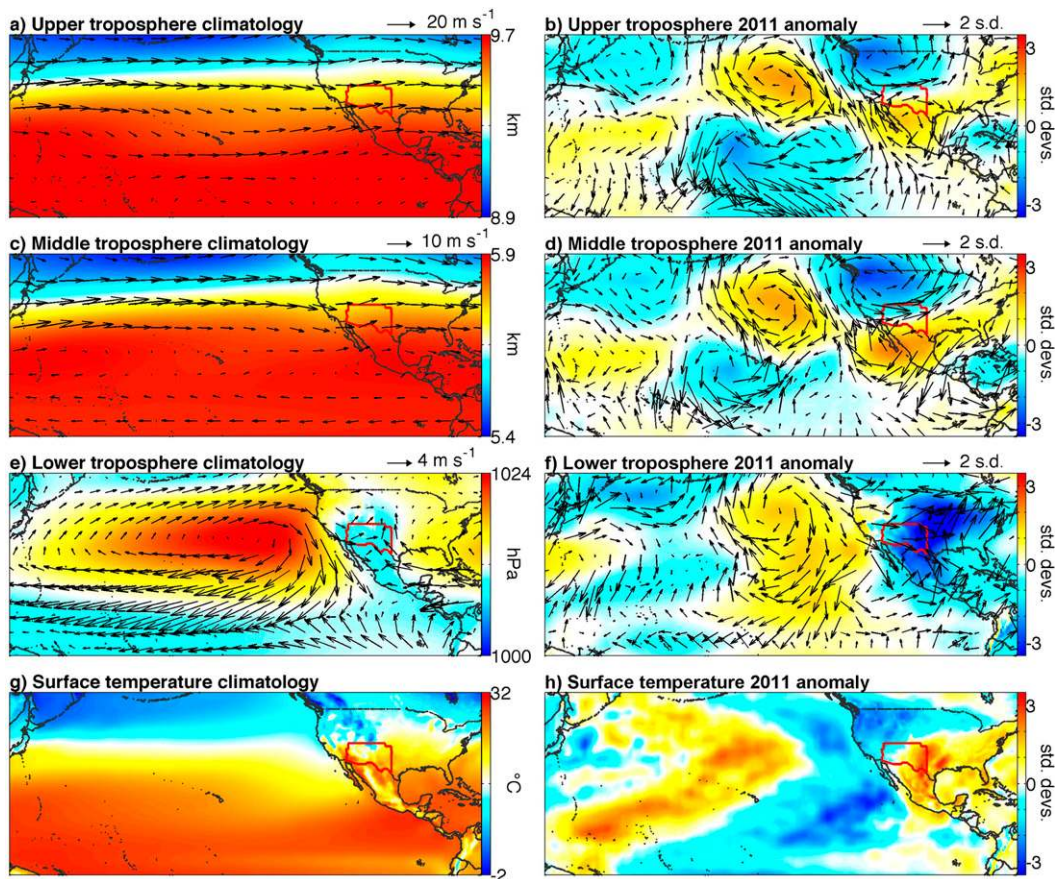 a) Upper troposphere climatology
20 m s-1
9.7
km
8.9
b) Upper troposphere 2011 anomaly
2 s.d.
3
0
-3
std. devs.
c) Middle troposphere climatology
10 m s-1
5.9
km
5.4
d) Middle troposphere 2011 anomaly
2 s.d.
3
0
-3
std. devs.
e) Lower troposphere climatology
4 m s-1
1024
hPa
1000
f) Lower troposphere 2011 anomaly
2 s.d.
3
0
-3
std. devs.
g) Surface temperature climatology
32
°C
-2
h) Surface temperature 2011 anomaly
3
0
-3
std. devs.